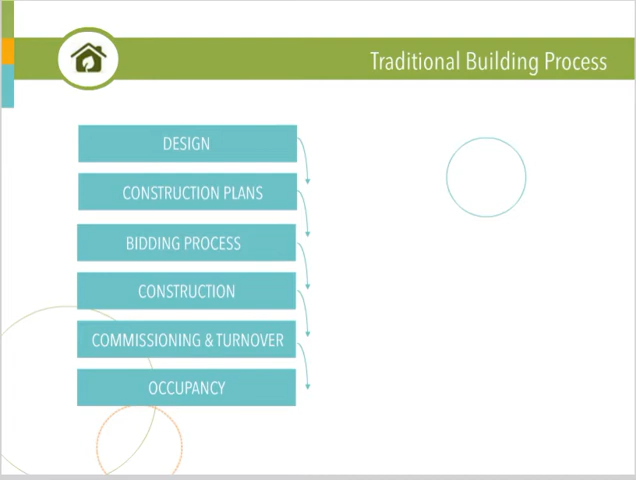 Traditional Building Process
DESIGN
CONSTRUCTION PLANS
BIDDING PROCESS
CONSTRUCTION
COMMISSIONING & TURNOVER
OCCUPANCY